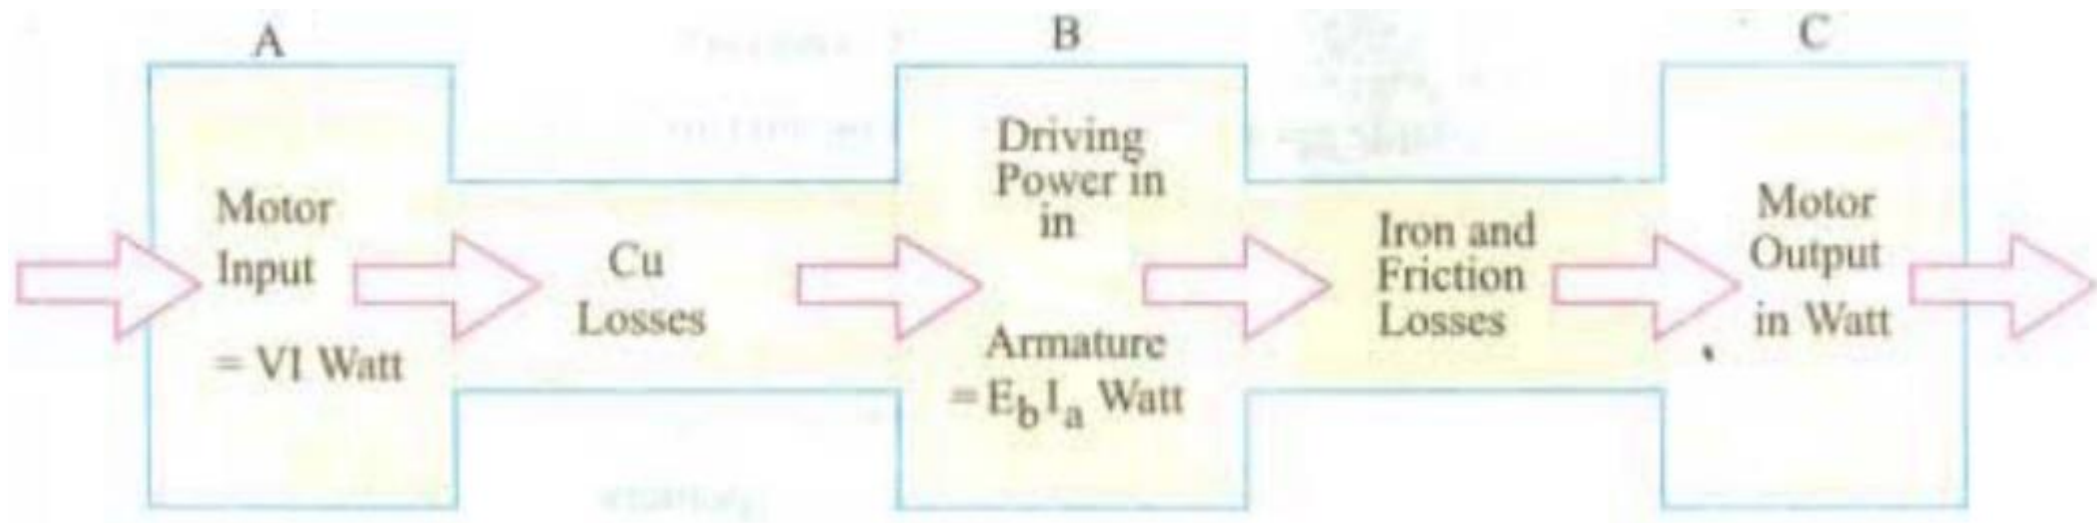 A
Motor
Input
= VI Watt
Cu
Losses
B
Driving
Power in
in
Armature
= E_b I_a Watt
Iron and
Friction
Losses
C
Motor
Output
in Watt